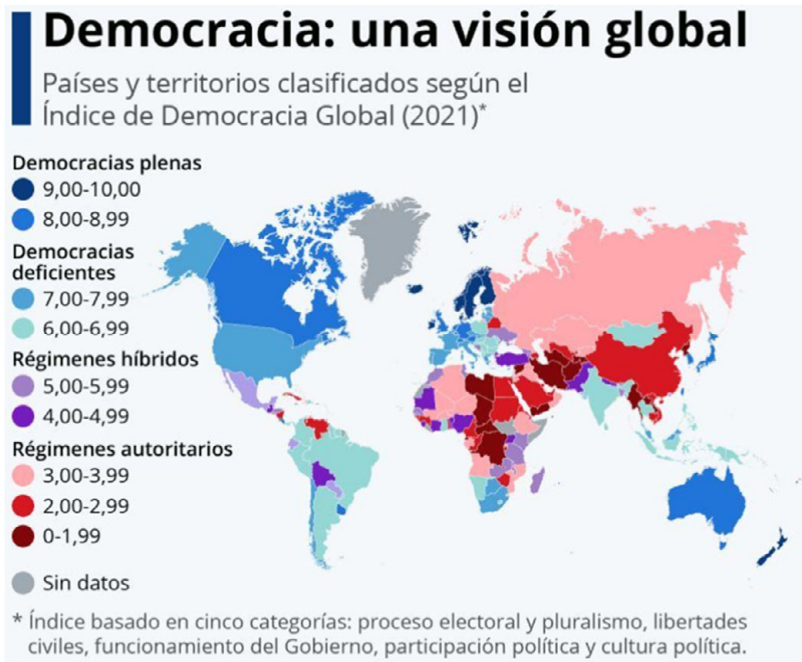 Democracia: una visión global
Países y territorios clasificados según el
Índice de Democracia Global (2021)*
Democracias plenas
9,00-10,00
8,00-8,99
Democracias
deficientes
7,00-7,99
6,00-6,99
Régimenes híbridos
5,00-5,99
4,00-4,99
Régimenes autoritarios
3,00-3,99
2,00-2,99
0-1,99
Sin datos
* Índice basado en cinco categorías: proceso electoral y pluralismo, libertades
civiles, funcionamiento del Gobierno, participación política y cultura política.